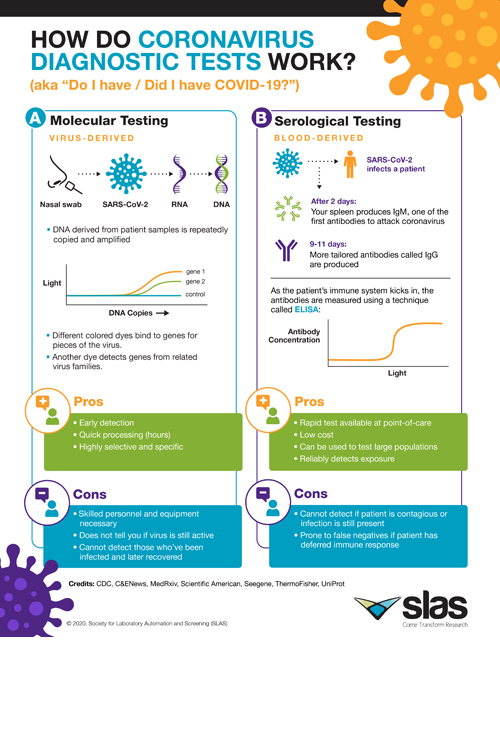 HOW DO CORONAVIRUS
DIAGNOSTIC TESTS WORK?
(aka “Do I have / Did I have COVID-19?”)
A
Molecular Testing
VIRUS-DERIVED
Nasal swab
SARS-CoV-2
RNA
DNA
• DNA derived from patient samples is repeatedly
copied and amplified
Light
gene 1
gene 2
control
DNA Copies
• Different colored dyes bind to genes for
pieces of the virus.
• Another dye detects genes from related
virus families.
Pros
• Early detection
• Quick processing (hours)
• Highly selective and specific
Cons
• Skilled personnel and equipment
necessary
• Does not tell you if virus is still active
• Cannot detect those who’ve been
infected and later recovered
B
Serological Testing
BLOOD-DERIVED
SARS-CoV-2
infects a patient
After 2 days:
Your spleen produces IgM, one of the
first antibodies to attack coronavirus
9-11 days:
More tailored antibodies called IgG
are produced
As the patient’s immune system kicks in, the
antibodies are measured using a technique
called ELISA:
Antibody
Concentration
Light
Pros
• Rapid test available at point-of-care
• Low cost
• Can be used to test large populations
• Reliably detects exposure
Cons
• Cannot detect if patient is contagious or
infection is still present
• Prone to false negatives if patient has
deferred immune response
Credits: CDC, C&ENews, MedRxiv, Scientific American, Seegene, ThermoFisher, UniProt
© 2020. Society for Laboratory Automation and Screening (SLAS)
slas
Come Transform Research